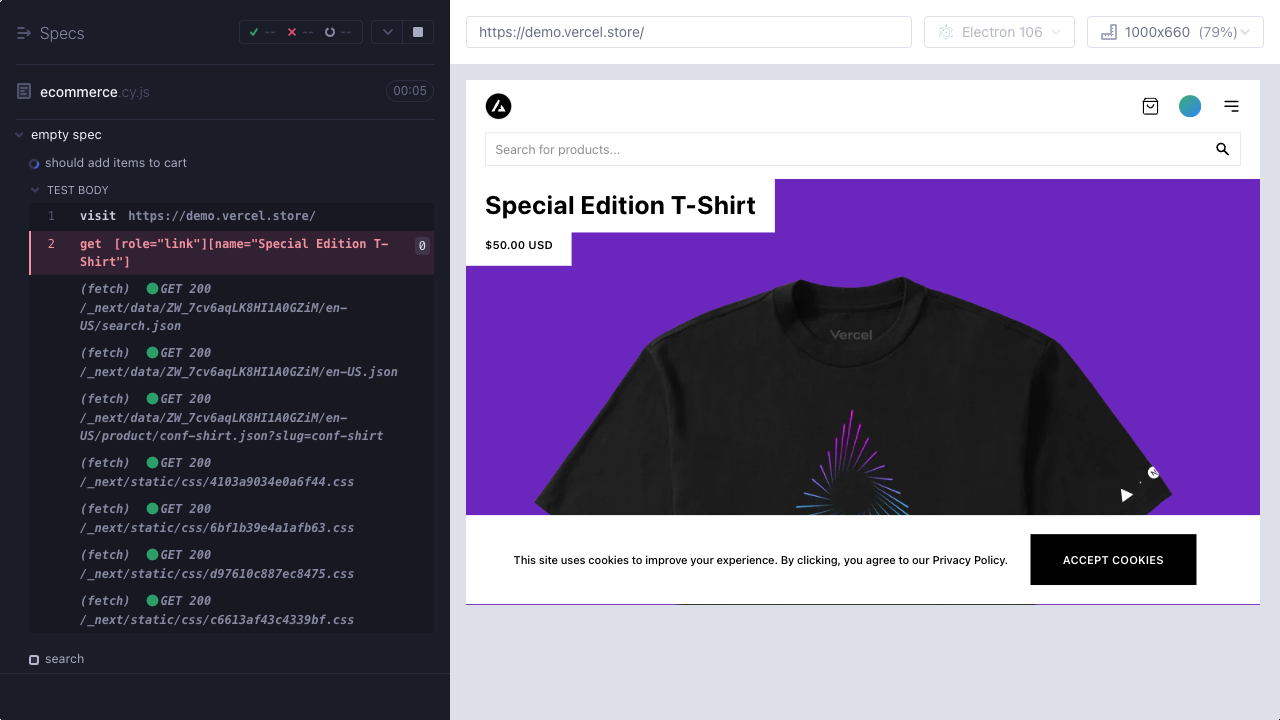 Specs
-- -- --
ecommerce.cy.js
00:05
empty spec
should add items to cart
TEST BODY
1 visit https://demo.vercel.store/
2 get [role="link"][name="Special Edition T-
Shirt"]
0
(fetch) GET 200
/_next/data/ZW_7cv6aqLK8HI1A0GZiM/en-
US/search.json
(fetch) GET 200
/_next/data/ZW_7cv6aqLK8HI1A0GZiM/en-US.json
(fetch) GET 200
/_next/data/ZW_7cv6aqLK8HI1A0GZiM/en-
US/product/conf-shirt.json?slug=conf-shirt
(fetch) GET 200
/_next/static/css/4103a9034e0a6f44.css
(fetch) GET 200
/_next/static/css/6bf1b39e4a1afb63.css
(fetch) GET 200
/_next/static/css/d97610c887ec8475.css
(fetch) GET 200
/_next/static/css/c6613af43c4339bf.css
search
https://demo.vercel.store/
Electron 106
1000x660 (79%)
Search for products...
Special Edition T-Shirt
$50.00 USD
Vercel
N
This site uses cookies to improve your experience. By clicking, you agree to our Privacy Policy.
ACCEPT COOKIES